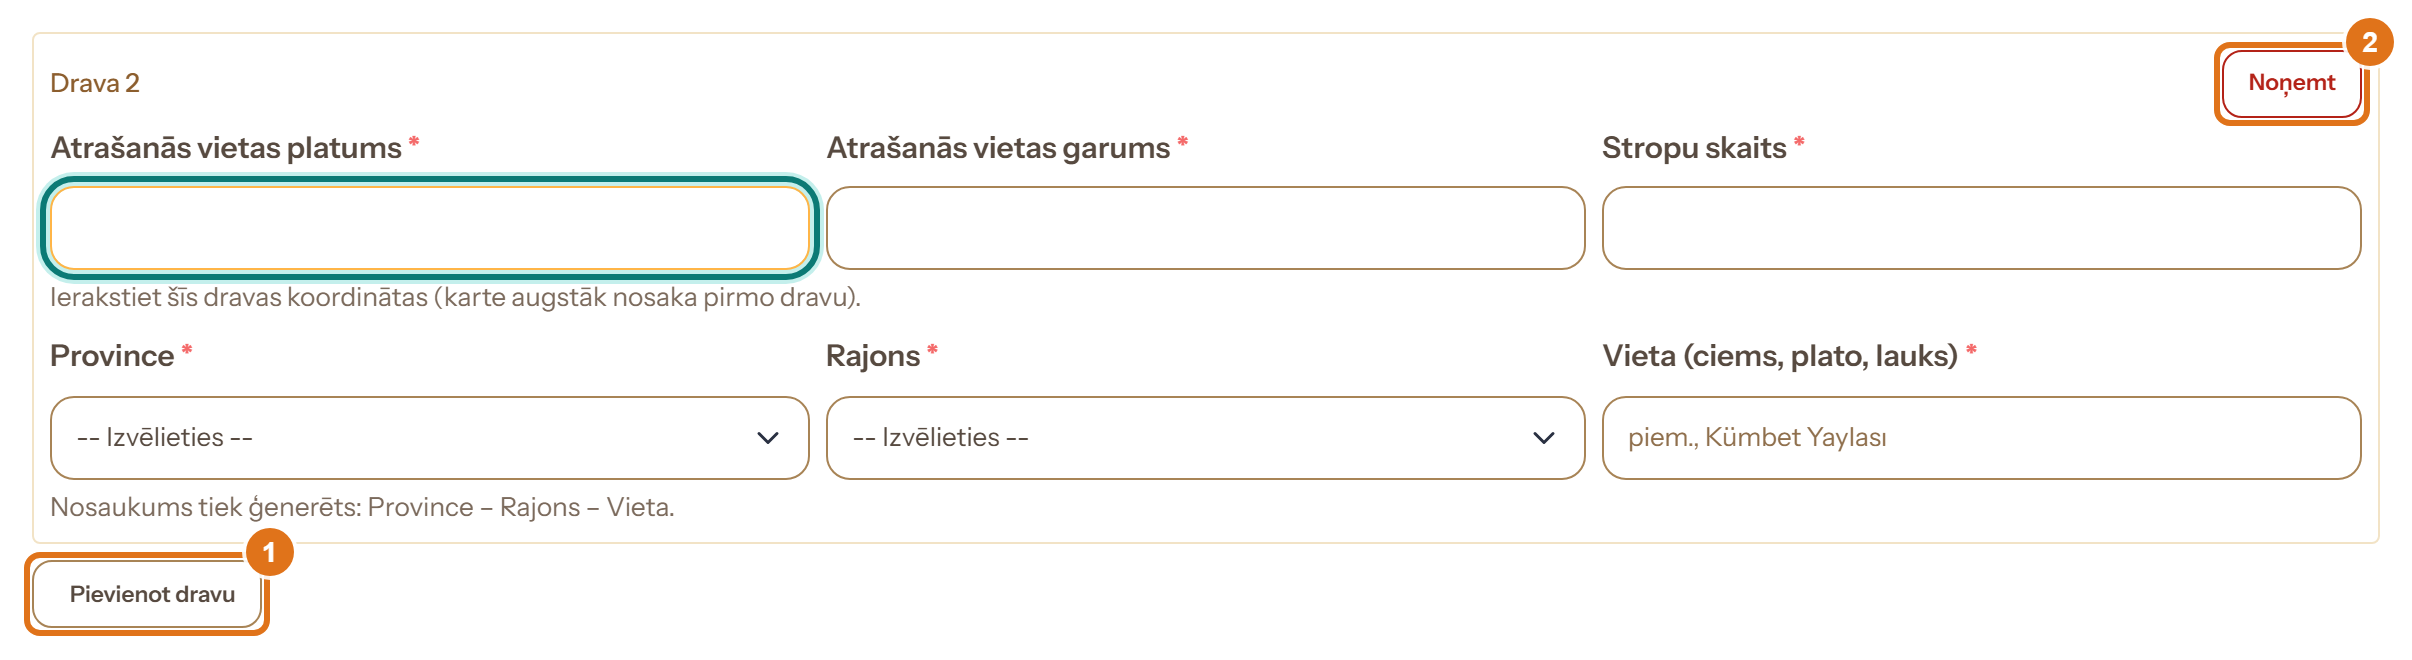 2
Drava 2
Noņemt
Atrašanās vietas platums *
Atrašanās vietas garums *
Stropu skaits *
Ierakstiet šīs dravas koordinātas (karte augstāk nosaka pirmo dravu).
Province *
Rajons *
Vieta (ciems, plato, lauks) *
-- Izvēlieties --
-- Izvēlieties --
piem., Kümbet Yaylası
Nosaukums tiek ģenerēts: Province – Rajons – Vieta.
1
Pievienot dravu